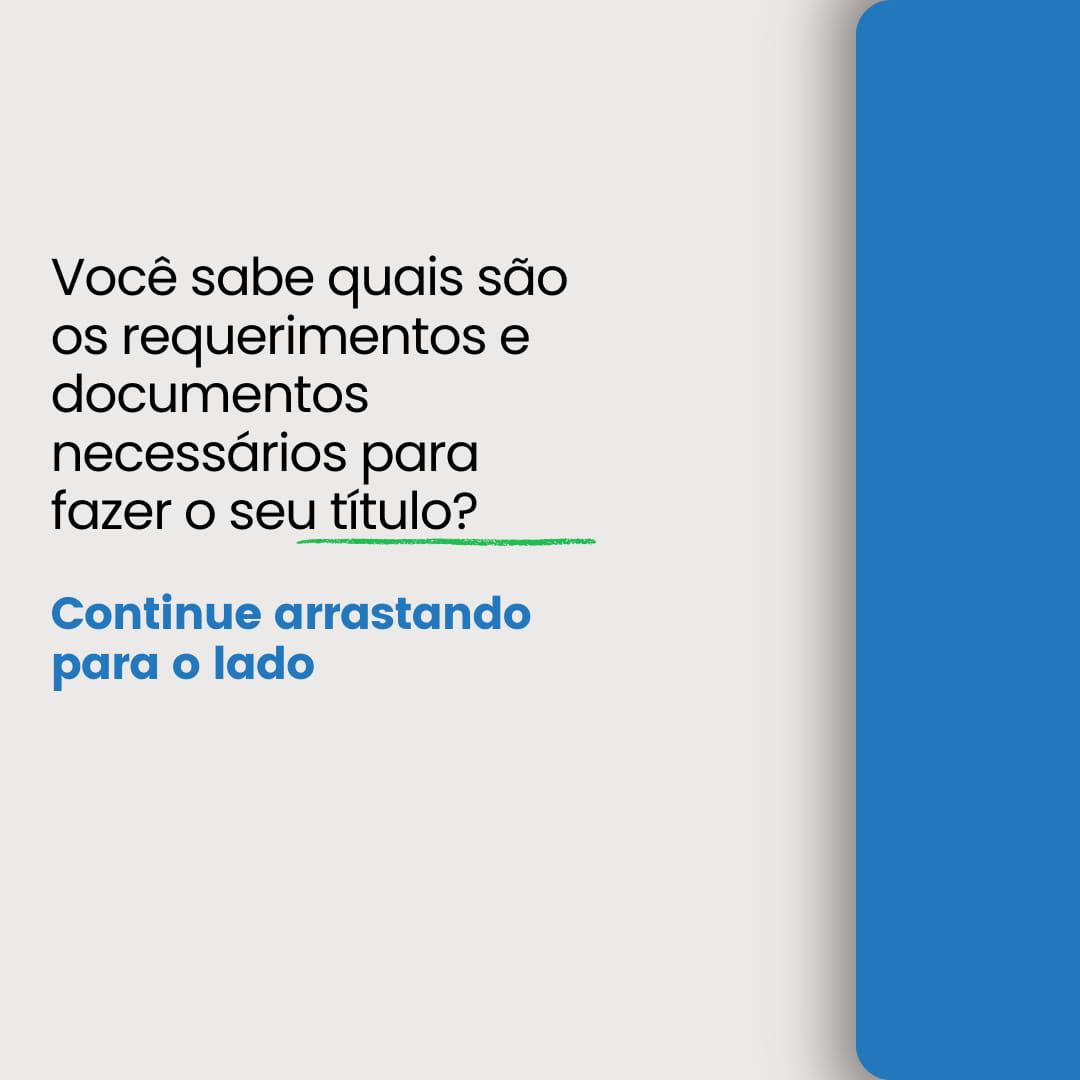 Você sabe quais são
os requerimentos e
documentos
necessários para
fazer o seu título?
Continue arrastando
para o lado